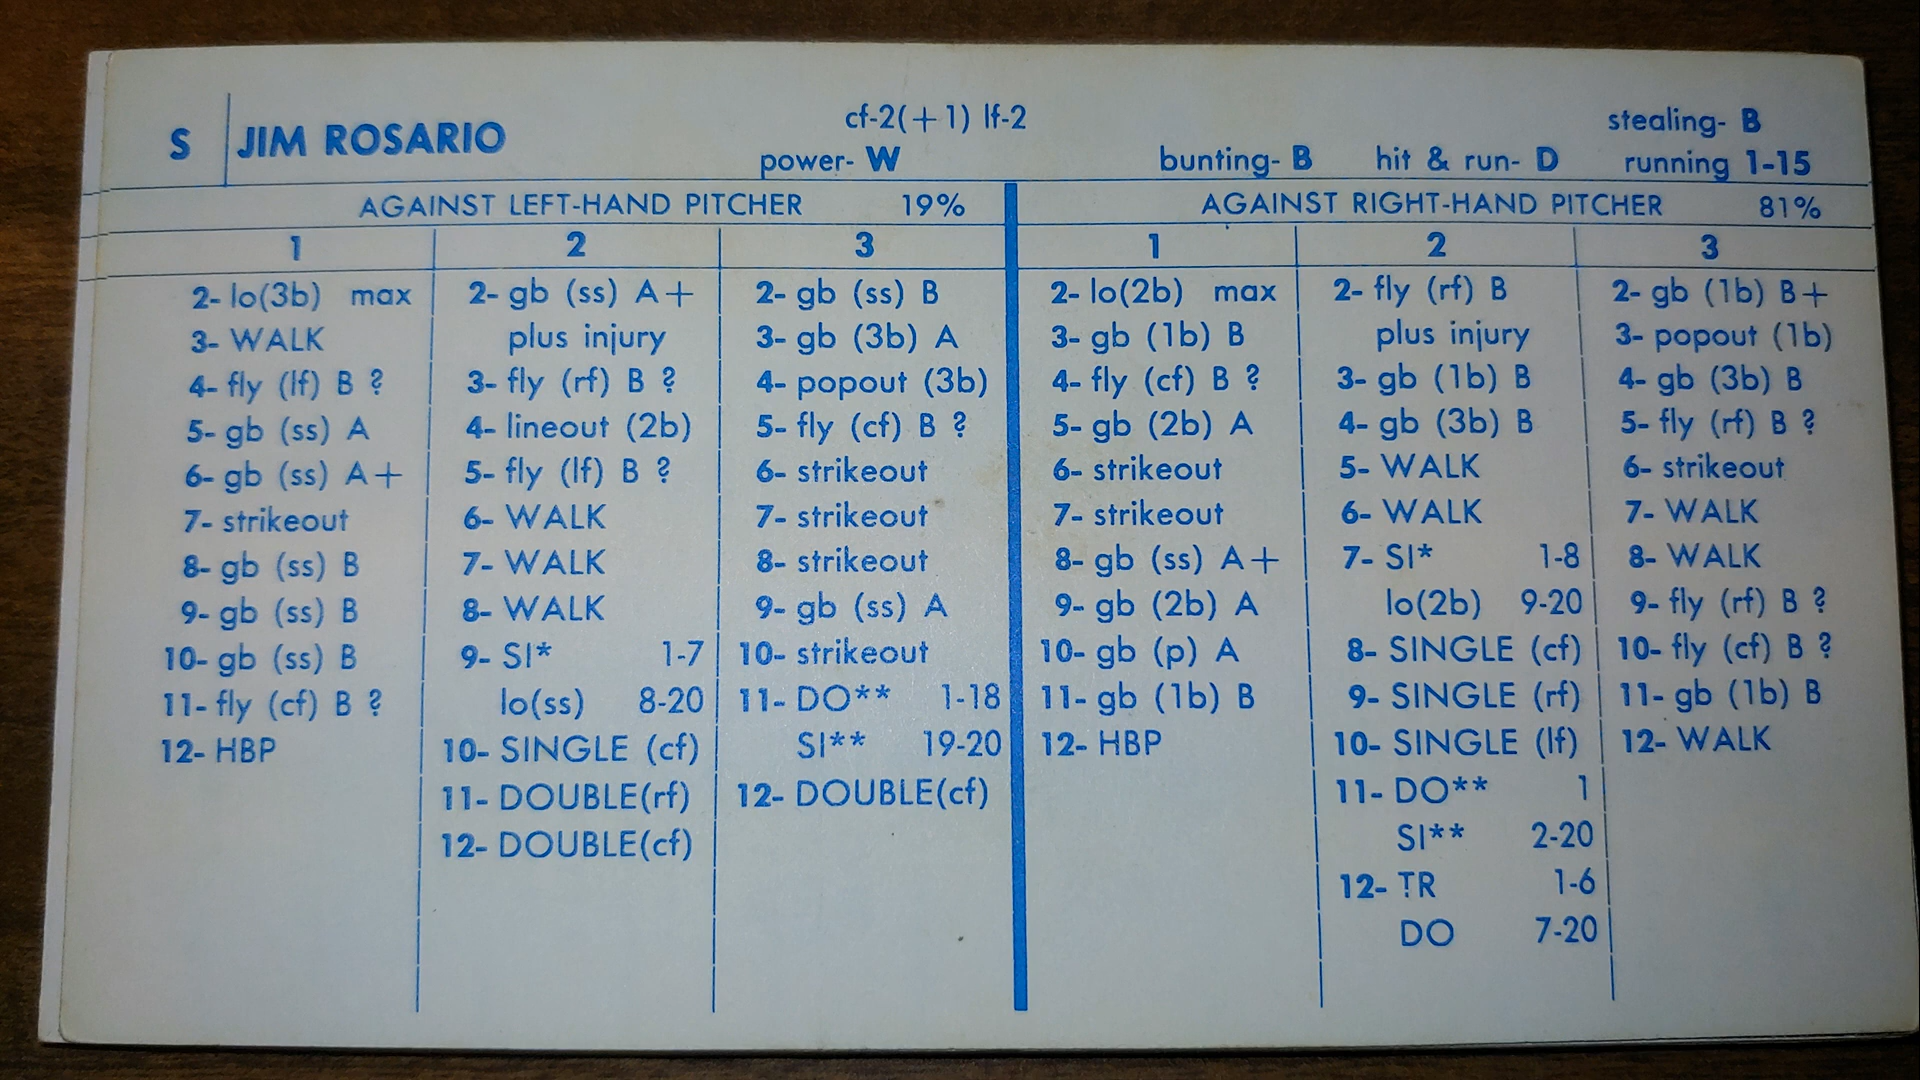 cf-2(+1) lf-2 stealing- B
S JIM ROSARIO power- W bunting- B hit & run- D running 1-15
AGAINST LEFT-HAND PITCHER 19% AGAINST RIGHT-HAND PITCHER 81%
1 2 3 1 2 3
2- lo(3b) max
3- WALK
4- fly (lf) B ?
5- gb (ss) A
6- gb (ss) A+
7- strikeout
8- gb (ss) B
9- gb (ss) B
10- gb (ss) B
11- fly (cf) B ?
12- HBP
2- gb (ss) A+
plus injury
3- fly (rf) B ?
4- lineout (2b)
5- fly (lf) B ?
6- WALK
7- WALK
8- WALK
9- SI* 1-7
lo(ss) 8-20
10- SINGLE (cf)
11- DOUBLE(rf)
12- DOUBLE(cf)
2- gb (ss) B
3- gb (3b) A
4- popout (3b)
5- fly (cf) B ?
6- strikeout
7- strikeout
8- strikeout
9- gb (ss) A
10- strikeout
11- DO** 1-18
SI** 19-20
12- DOUBLE(cf)
2- lo(2b) max
3- gb (1b) B
4- fly (cf) B ?
5- gb (2b) A
6- strikeout
7- strikeout
8- gb (ss) A+
9- gb (2b) A
10- gb (p) A
11- gb (1b) B
12- HBP
2- fly (rf) B
plus injury
3- gb (1b) B
4- gb (3b) B
5- WALK
6- WALK
7- SI* 1-8
lo(2b) 9-20
8- SINGLE (cf)
9- SINGLE (rf)
10- SINGLE (lf)
11- DO** 1
SI** 2-20
12- TR 1-6
DO 7-20
2- gb (1b) B+
3- popout (1b)
4- gb (3b) B
5- fly (rf) B ?
6- strikeout
7- WALK
8- WALK
9- fly (rf) B ?
10- fly (cf) B ?
11- gb (1b) B
12- WALK